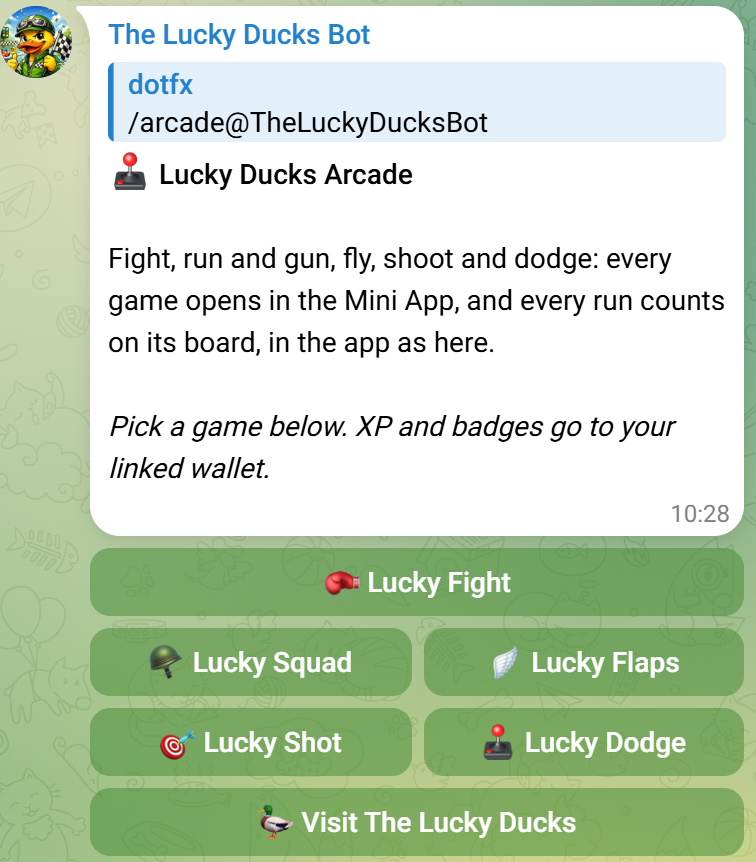 The Lucky Ducks Bot
dotfx
/arcade@TheLuckyDucksBot
Lucky Ducks Arcade
Fight, run and gun, fly, shoot and dodge: every
game opens in the Mini App, and every run counts
on its board, in the app as here.
Pick a game below. XP and badges go to your
linked wallet.
10:28
Lucky Fight
Lucky Squad
Lucky Flaps
Lucky Shot
Lucky Dodge
Visit The Lucky Ducks